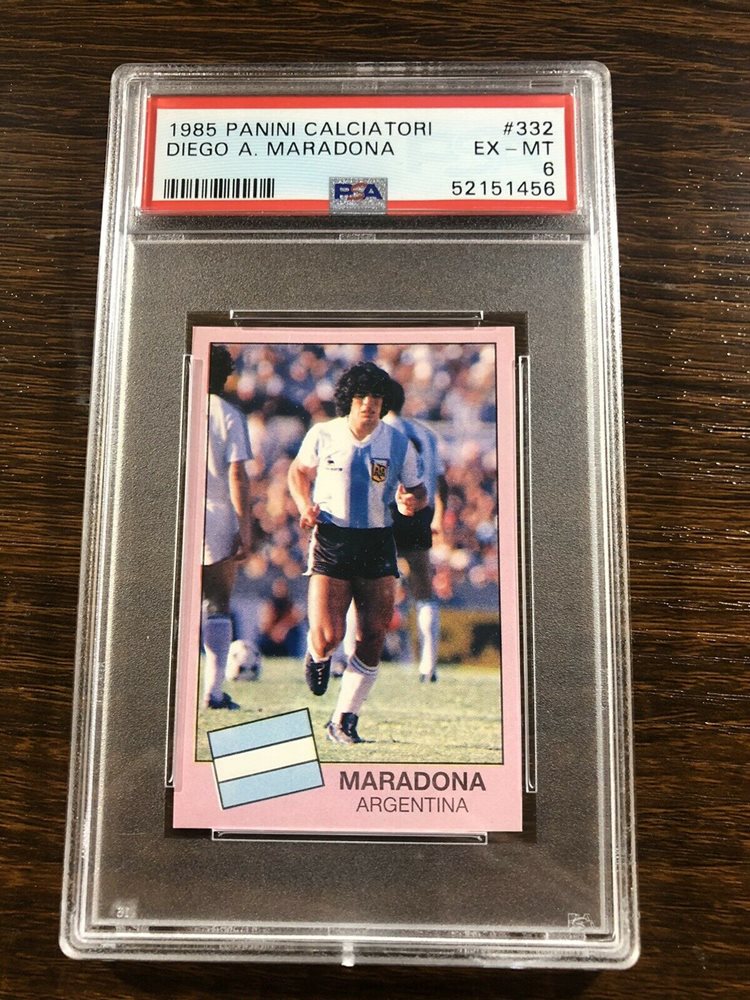 1985 PANINI CALCIATORI #332
DIEGO A. MARADONA EX - MT
6
PSA 52151456
MARADONA
ARGENTINA